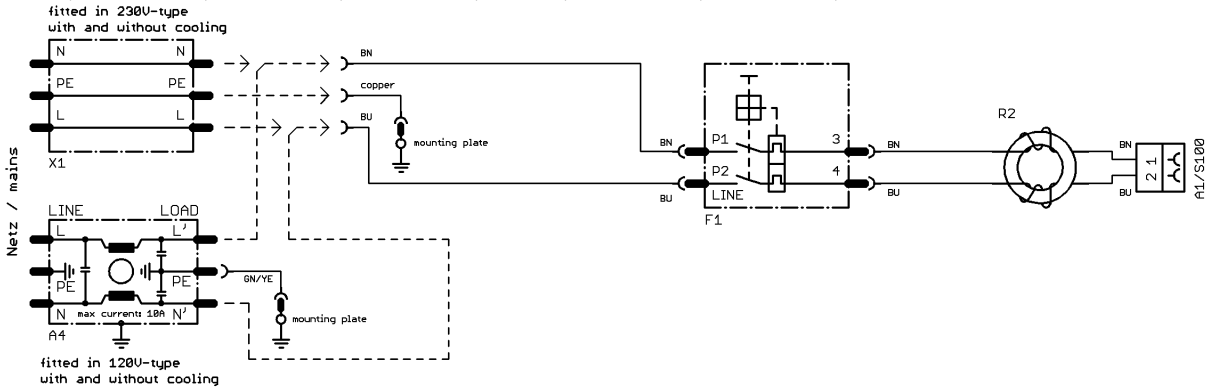 fitted in 230V-type
with and without cooling
N N
PE PE
L L
X1
BN
copper
BU
mounting plate
Netz / mains
LINE LOAD
L L'
PE PE
N max current: 10A N'
A4
GN/YE
mounting plate
fitted in 120V-type
with and without cooling
BN P1 3 BN
BU P2 4 BU
LINE
F1
R2
BN
BU
2 1
A1/S100